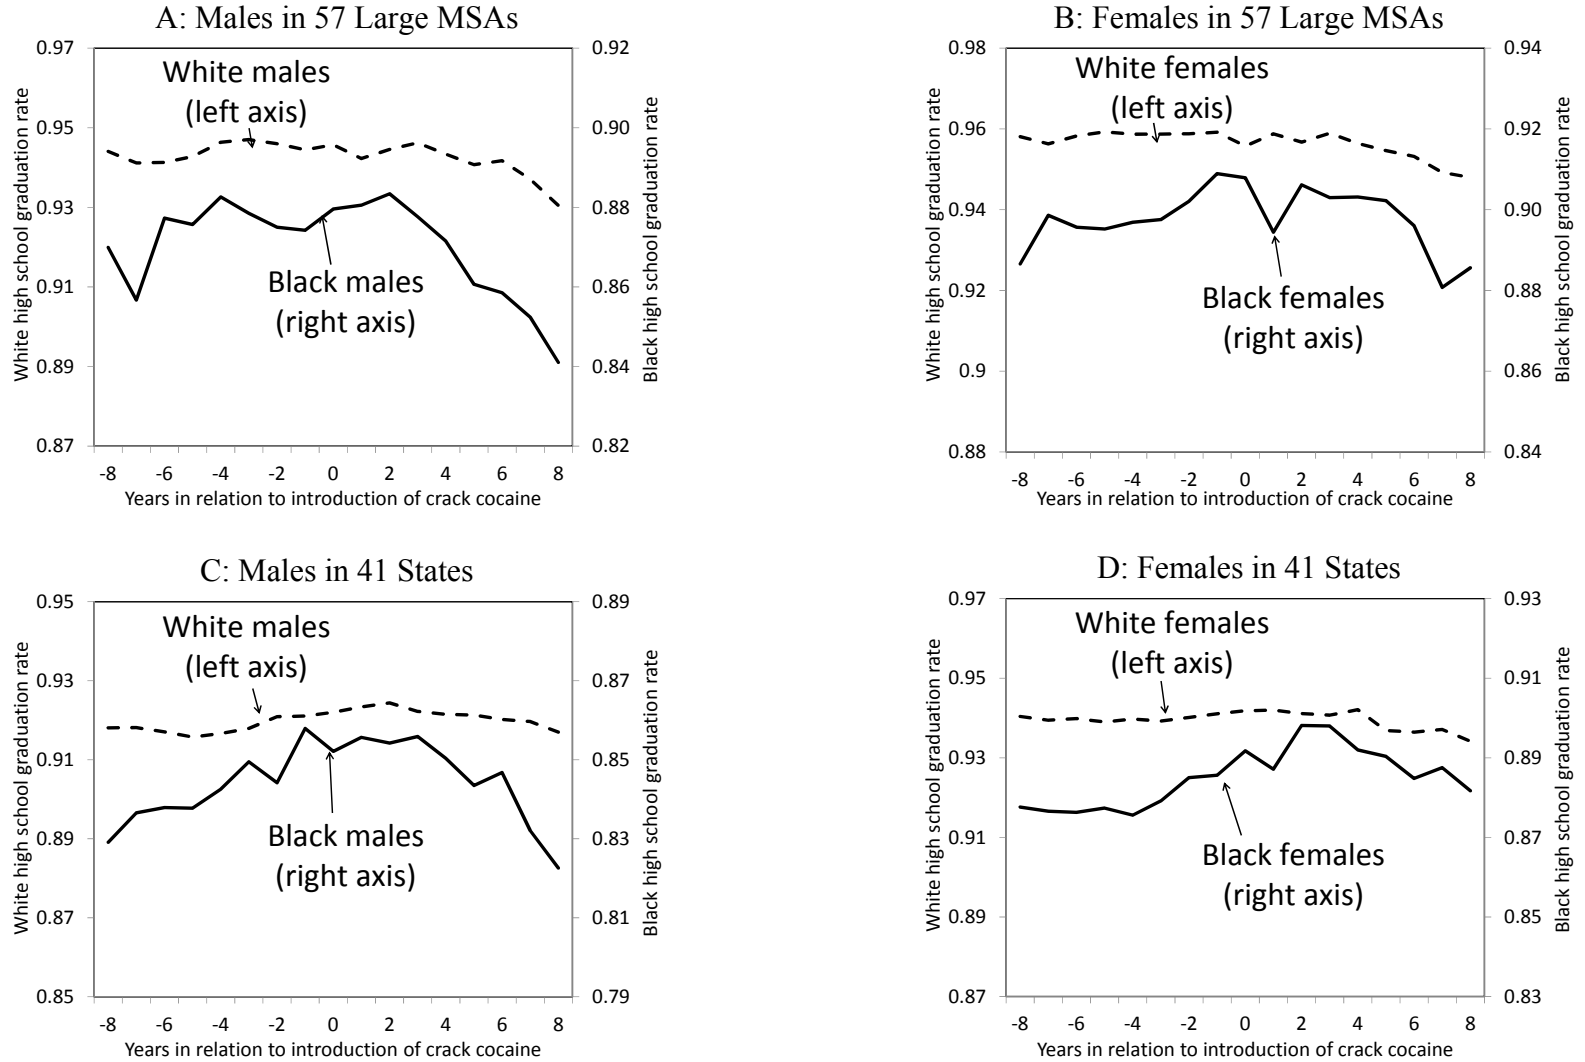 A: Males in 57 Large MSAs
White high school graduation rate
0.97
0.95
0.93
0.91
0.89
0.87
White males
(left axis)
Black males
(right axis)
0.92
0.90
0.88
0.86
0.84
0.82
Black high school graduation rate
-8 -6 -4 -2 0 2 4 6 8
Years in relation to introduction of crack cocaine
B: Females in 57 Large MSAs
White high school graduation rate
0.98
0.96
0.94
0.92
0.9
0.88
White females
(left axis)
Black females
(right axis)
0.94
0.92
0.90
0.88
0.86
0.84
Black high school graduation rate
-8 -6 -4 -2 0 2 4 6 8
Years in relation to introduction of crack cocaine
C: Males in 41 States
White high school graduation rate
0.95
0.93
0.91
0.89
0.87
0.85
White males
(left axis)
Black males
(right axis)
0.89
0.87
0.85
0.83
0.81
0.79
Black high school graduation rate
-8 -6 -4 -2 0 2 4 6 8
Years in relation to introduction of crack cocaine
D: Females in 41 States
White high school graduation rate
0.97
0.95
0.93
0.91
0.89
0.87
White females
(left axis)
Black females
(right axis)
0.93
0.91
0.89
0.87
0.85
0.83
Black high school graduation rate
-8 -6 -4 -2 0 2 4 6 8
Years in relation to introduction of crack cocaine